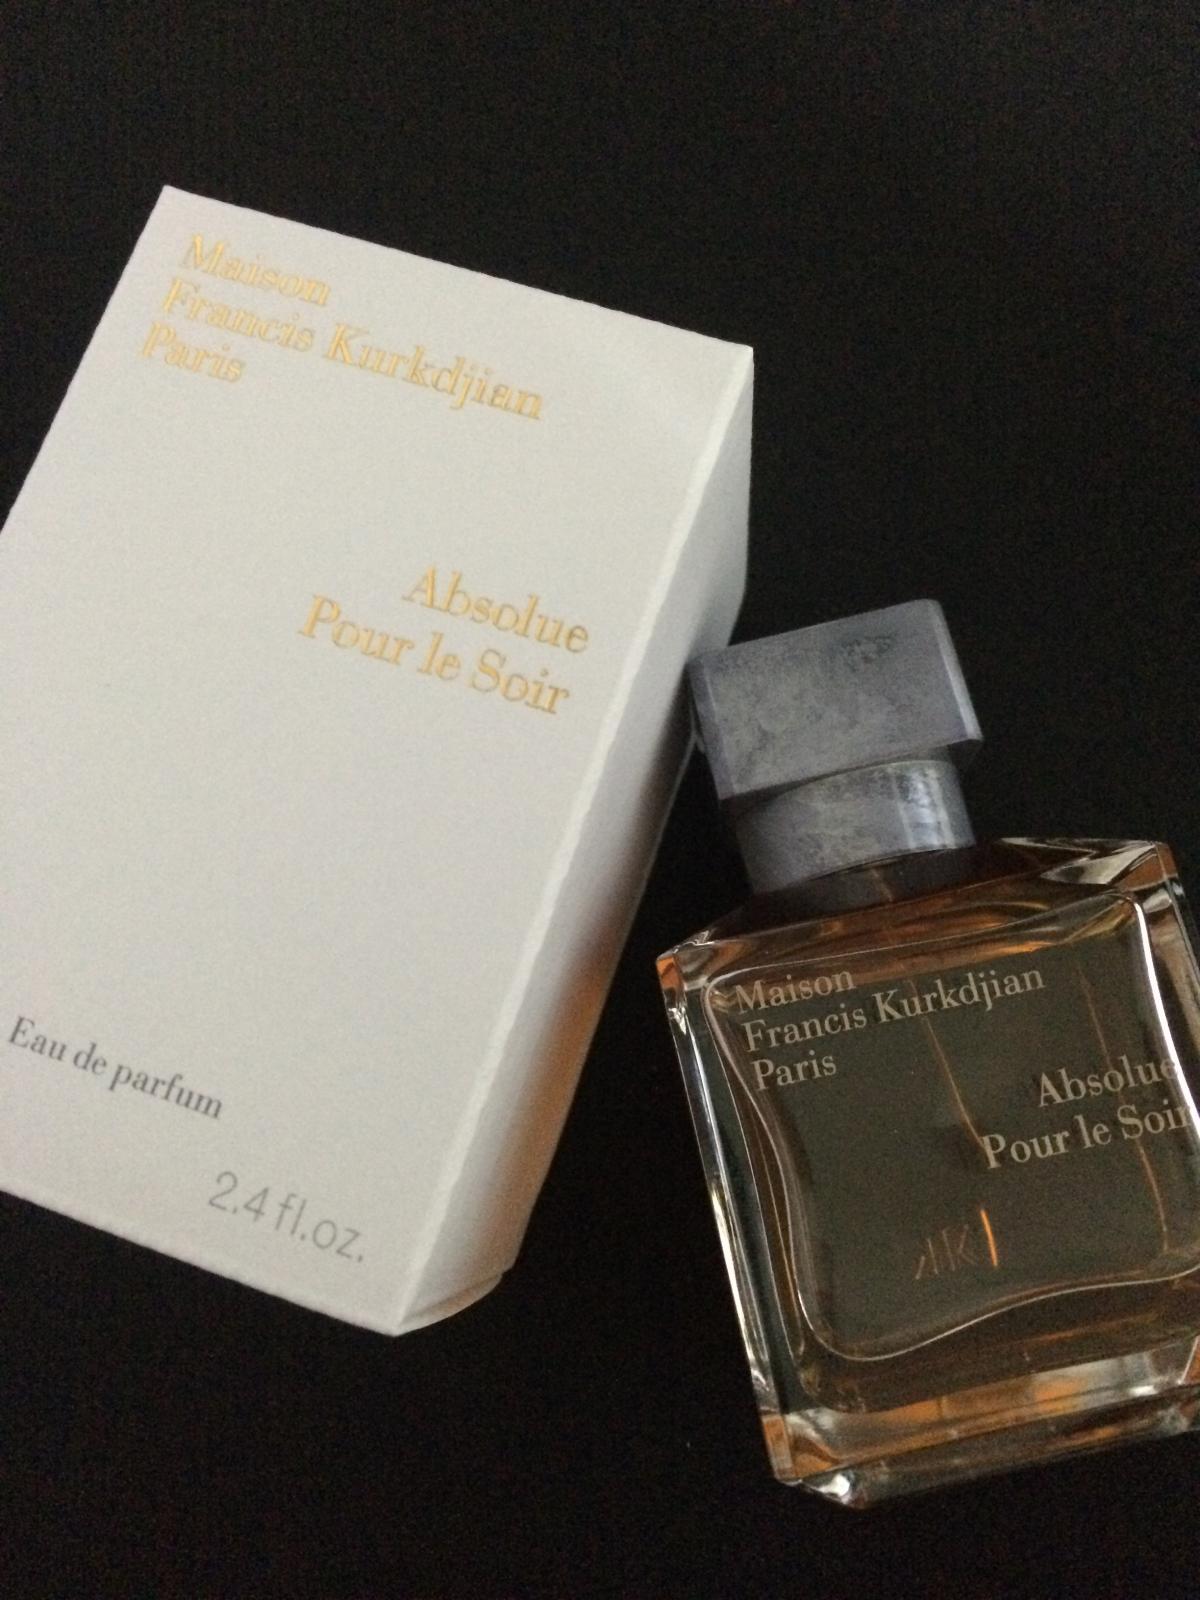 Maison
Francis Kurkdjian
Paris
Absolue
Pour le Soir
Eau de parfum
2.4 fl.oz.
Maison
Francis Kurkdjian
Paris
Absolue
Pour le Soir